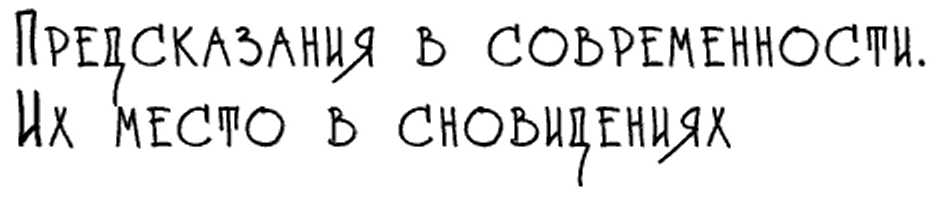 Предсказания в современности.
Их место в сновидениях